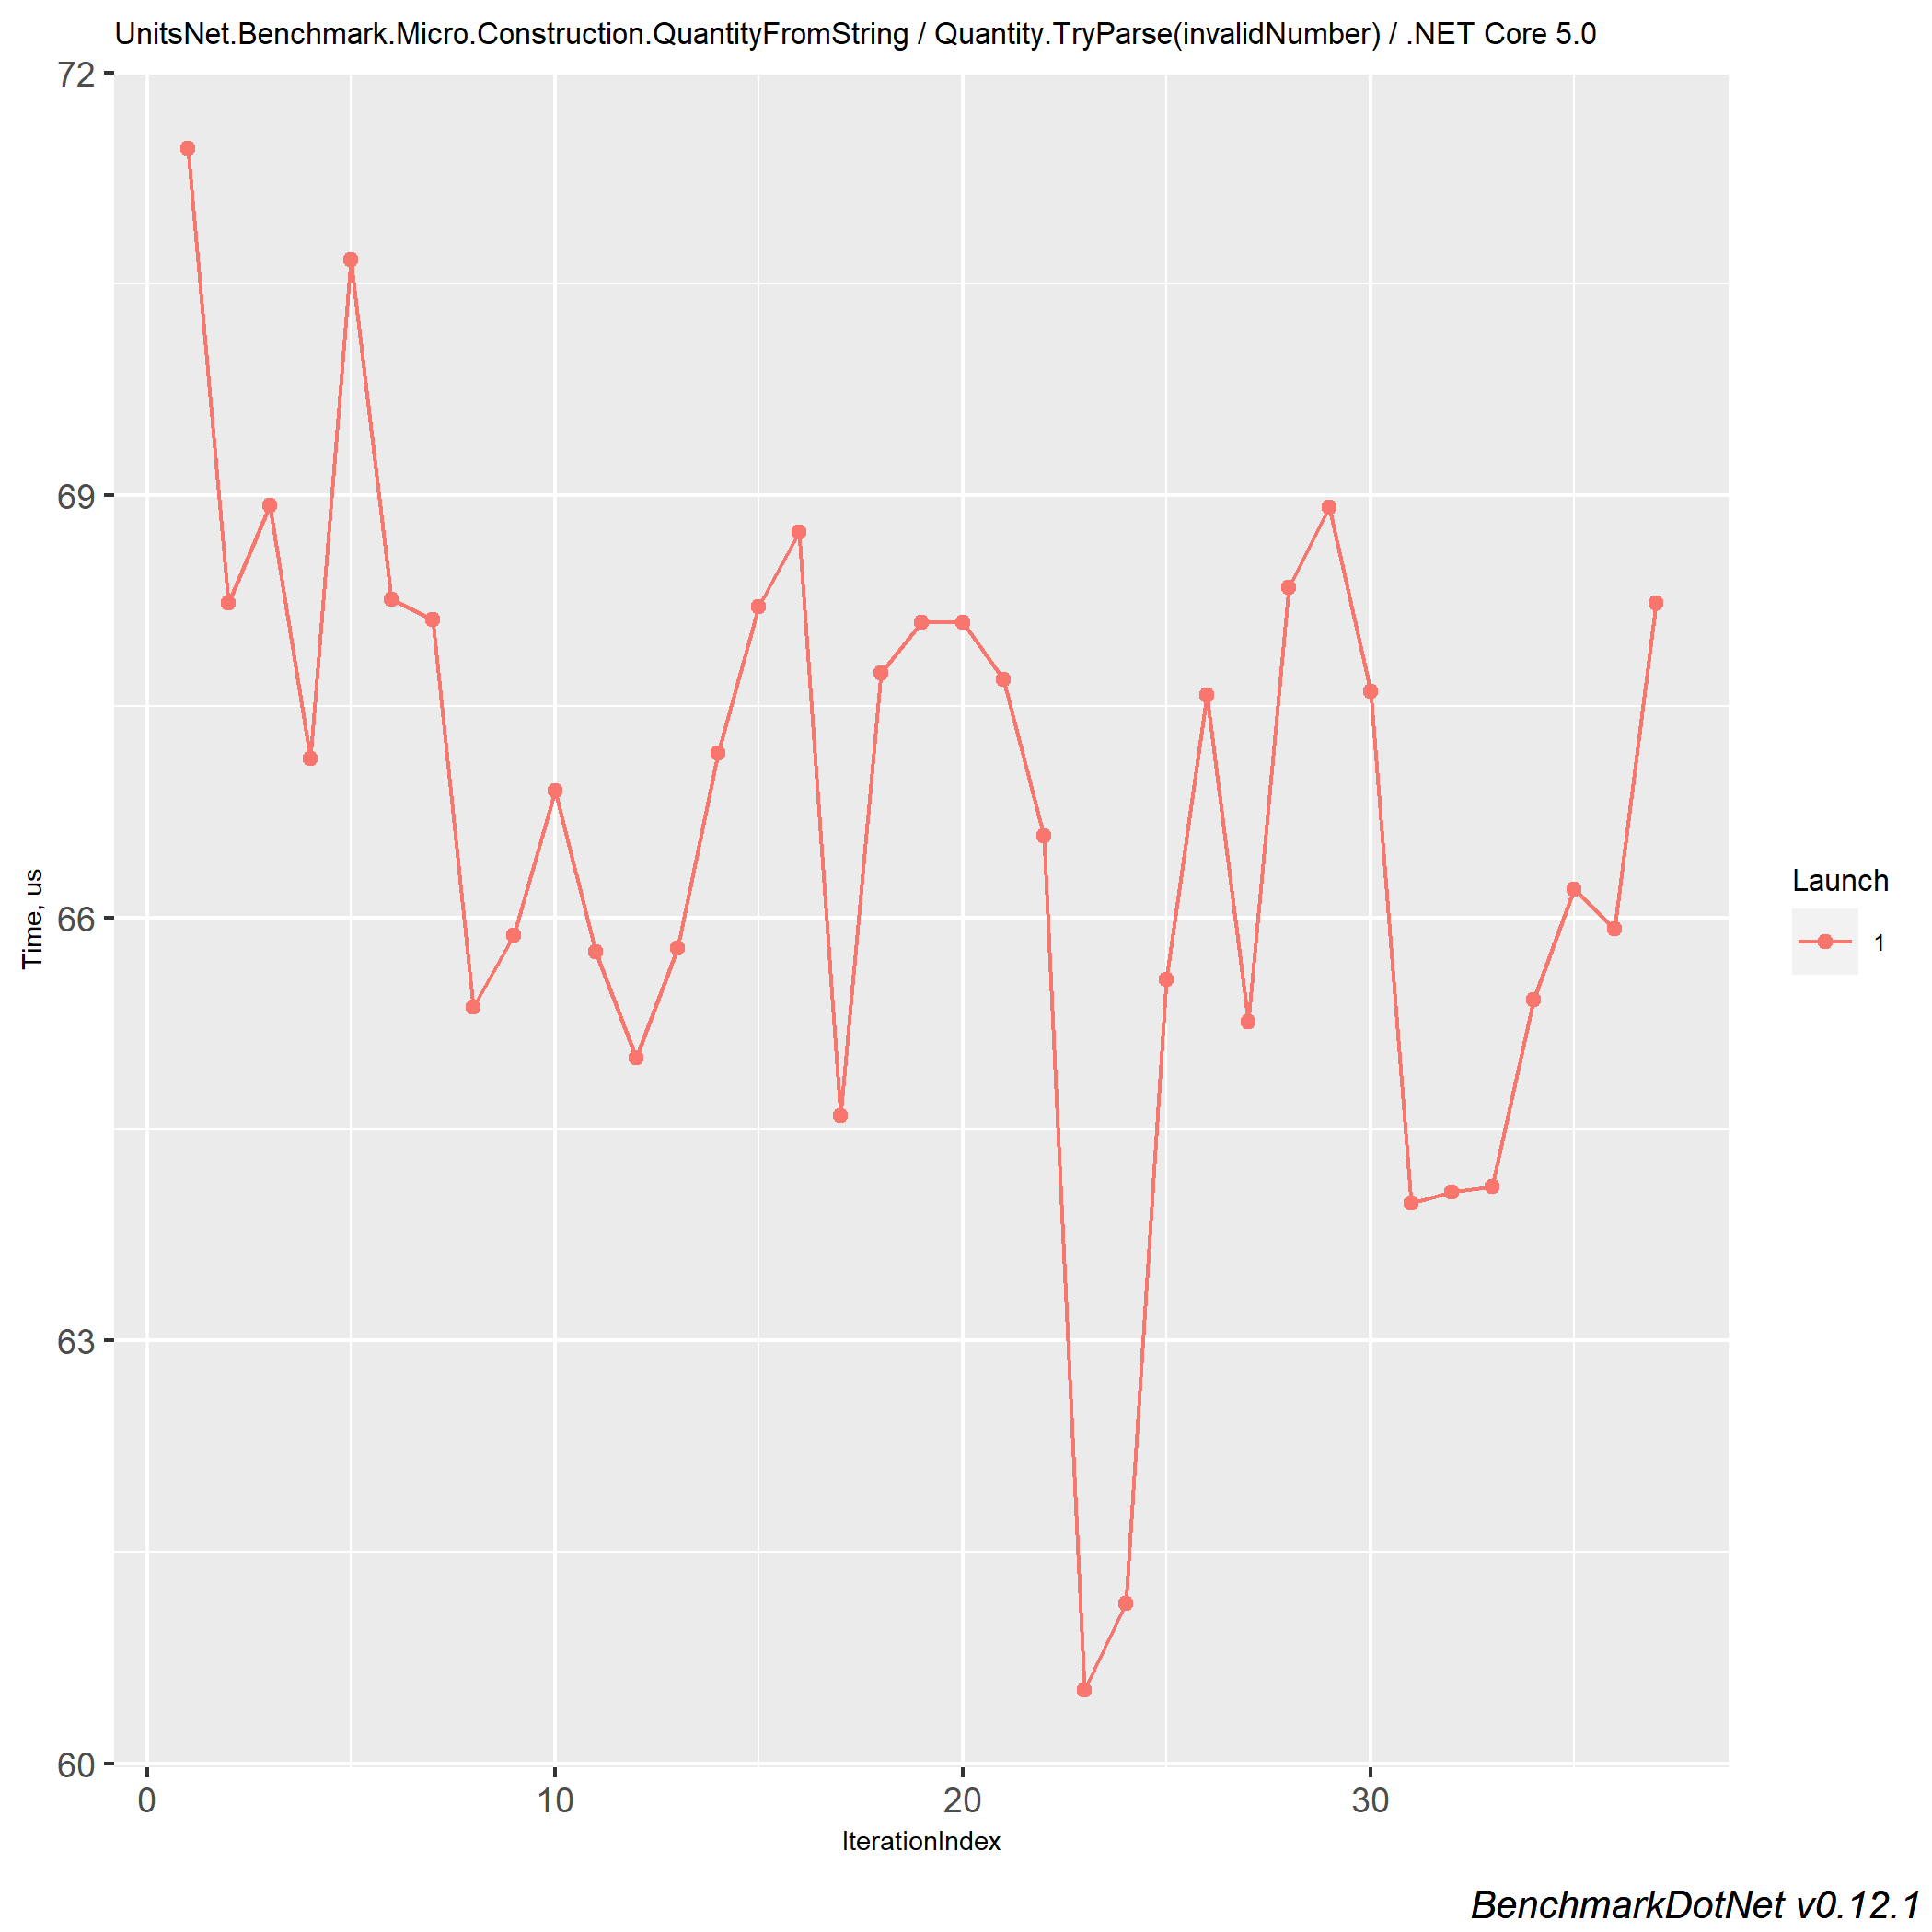 UnitsNet.Benchmark.Micro.Construction.QuantityFromString / Quantity.TryParse(invalidNumber) / .NET Core 5.0
72
69
66
63
60
Time, us
0 10 20 30
IterationIndex
Launch
1
BenchmarkDotNet v0.12.1